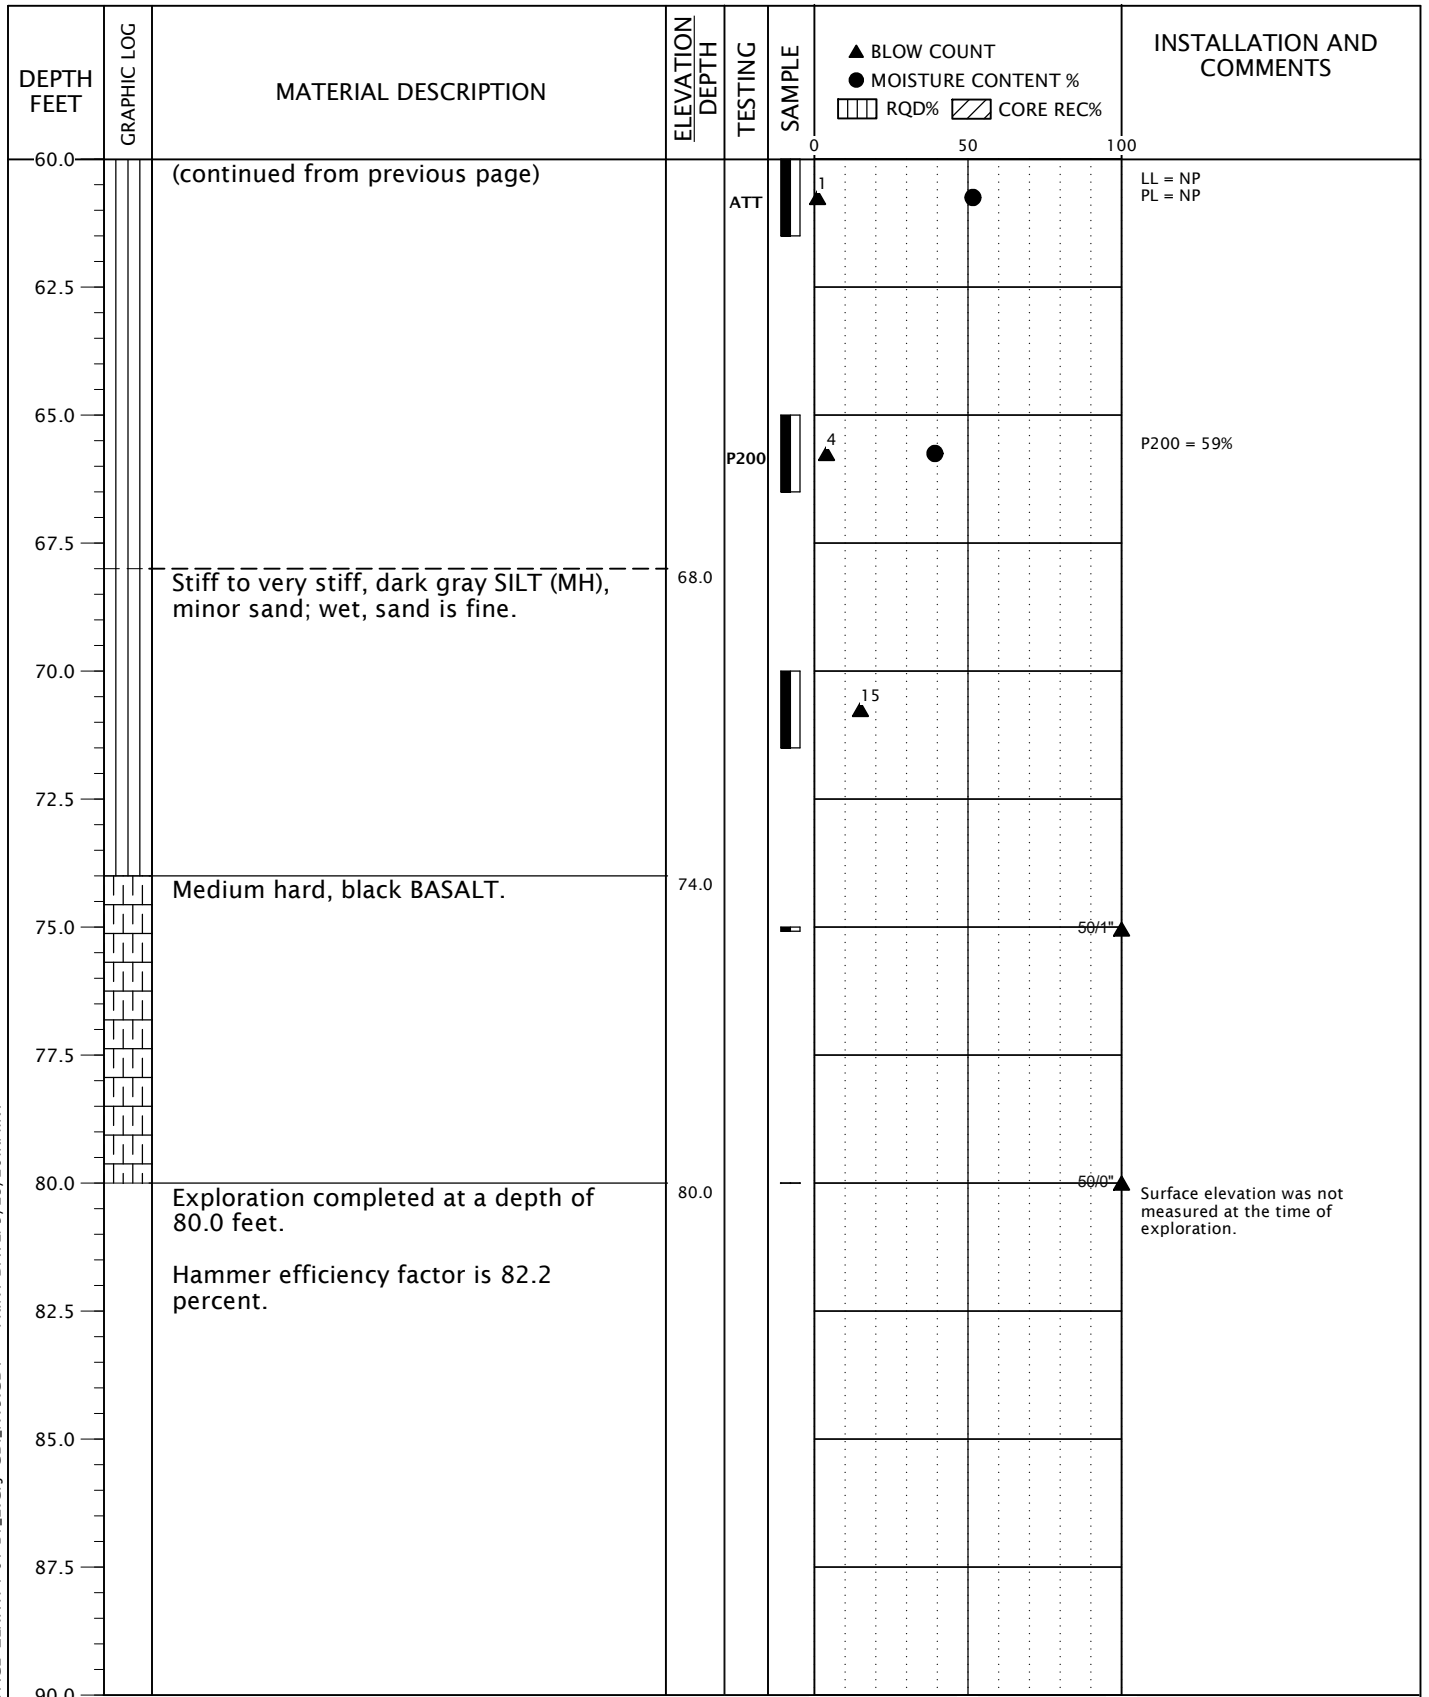 DEPTH
FEET
GRAPHIC LOG
MATERIAL DESCRIPTION
ELEVATION
DEPTH
TESTING
SAMPLE
▲ BLOW COUNT
● MOISTURE CONTENT %
RQD% CORE REC%
INSTALLATION AND
COMMENTS
0 50 100
60.0
(continued from previous page)
ATT
1
LL = NP
PL = NP
62.5
65.0
P200
4
P200 = 59%
67.5
Stiff to very stiff, dark gray SILT (MH),
minor sand; wet, sand is fine.
68.0
70.0
15
72.5
Medium hard, black BASALT.
74.0
75.0
50/1"
77.5
80.0
50/0"
Exploration completed at a depth of
80.0 feet.
80.0
Surface elevation was not
measured at the time of
exploration.
Hammer efficiency factor is 82.2
percent.
82.5
85.0
87.5
90.0